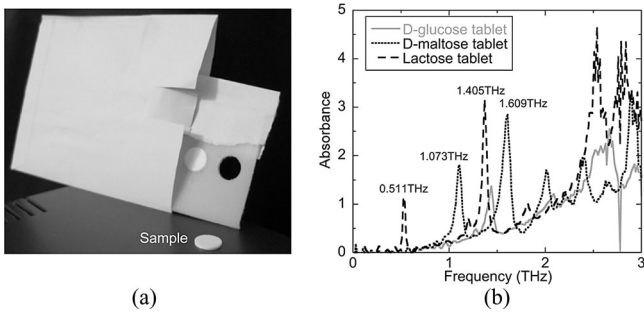 Sample
(a)
Absorbance
5
4
3
2
1
0
D-glucose tablet
D-maltose tablet
Lactose tablet
1.405THz
1.609THz
1.073THz
0.511THz
0 1 2 3
Frequency (THz)
(b)